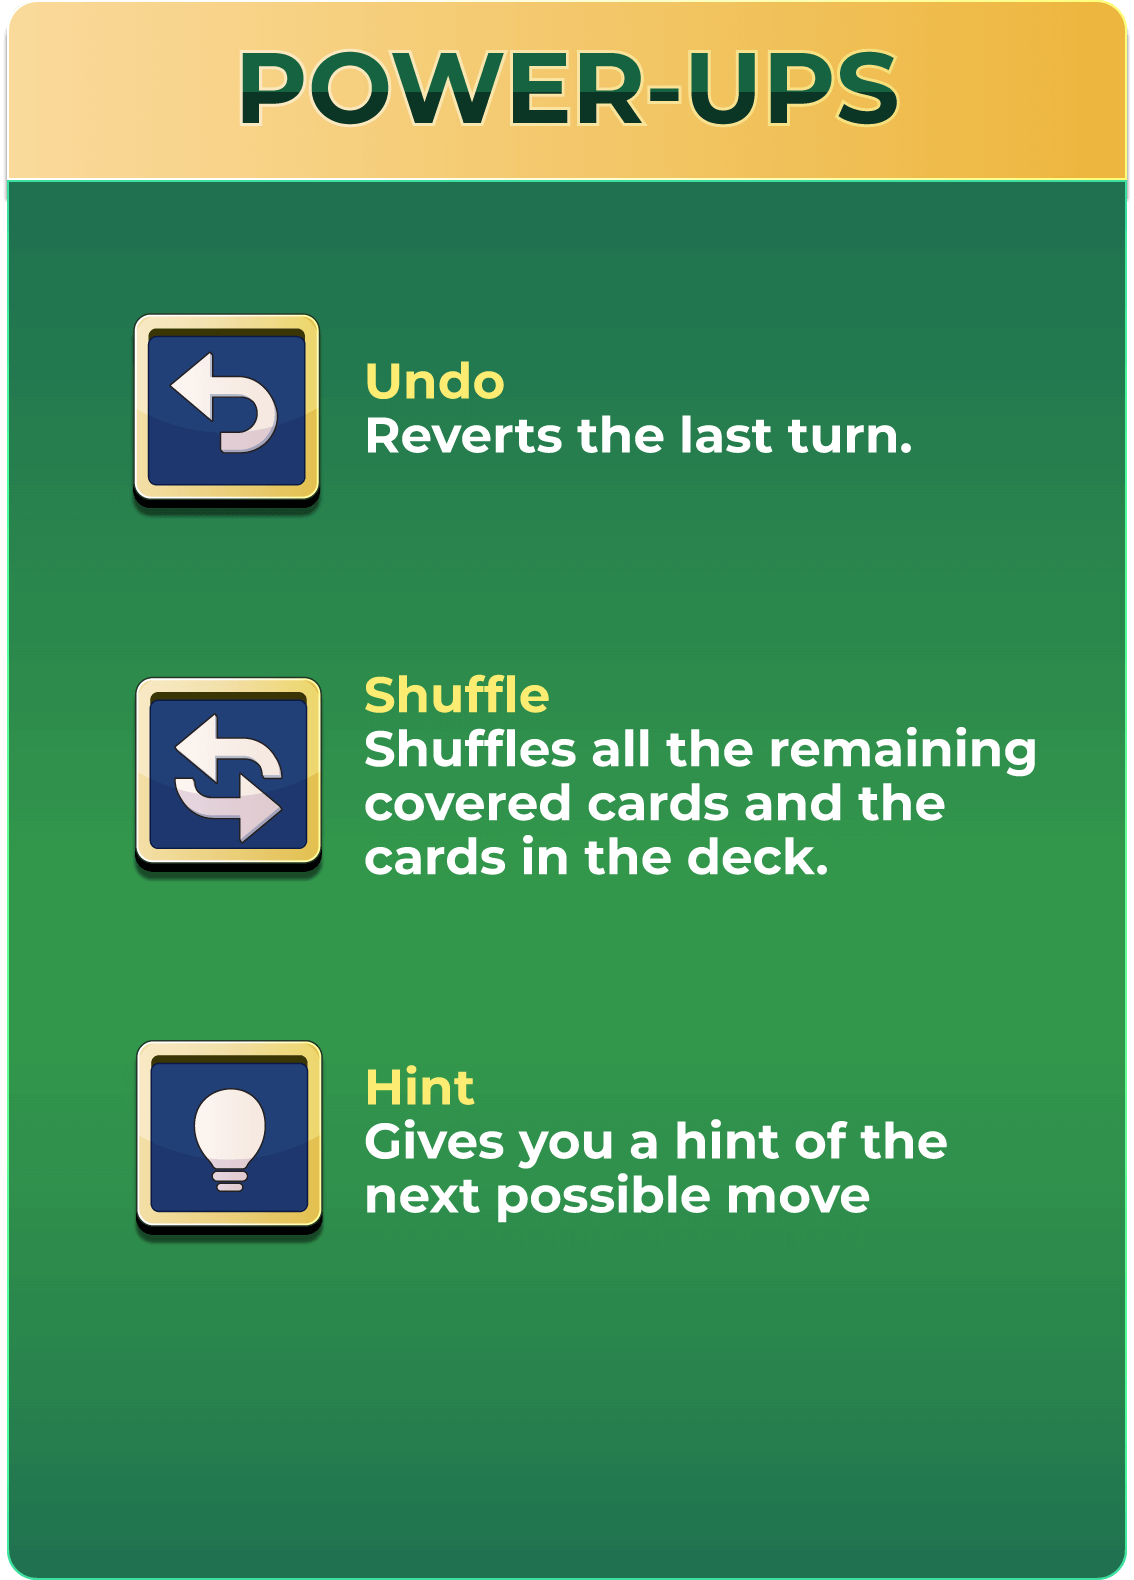 POWER-UPS
Undo
Reverts the last turn.
Shuffle
Shuffles all the remaining
covered cards and the
cards in the deck.
Hint
Gives you a hint of the
next possible move